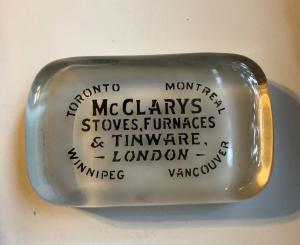 TORONTO MONTREAL
MCCLARYS
STOVES, FURNACES
& TINWARE,
- LONDON -
WINNIPEG VANCOUVER